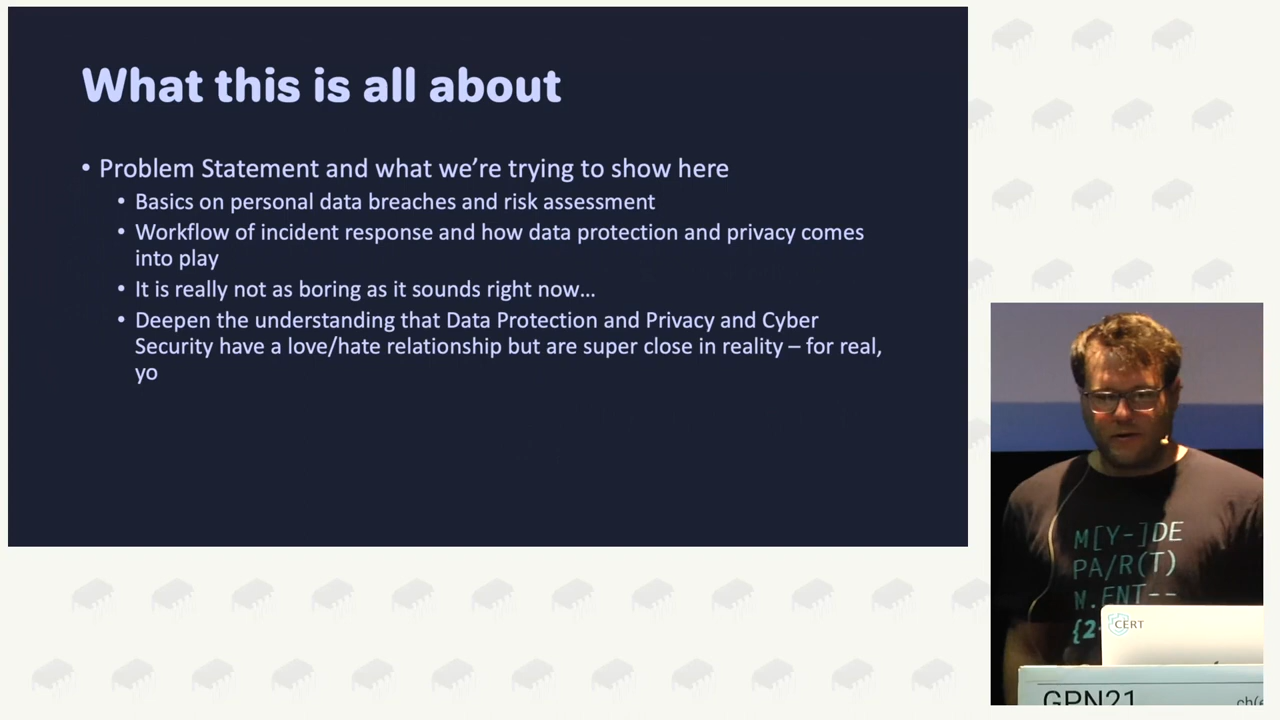 What this is all about
• Problem Statement and what we’re trying to show here
• Basics on personal data breaches and risk assessment
• Workflow of incident response and how data protection and privacy comes
into play
• It is really not as boring as it sounds right now…
• Deepen the understanding that Data Protection and Privacy and Cyber
Security have a love/hate relationship but are super close in reality – for real,
yo
M[Y-]DE
PA/R(T)
M.ENT--
{2
CERT
GPN21